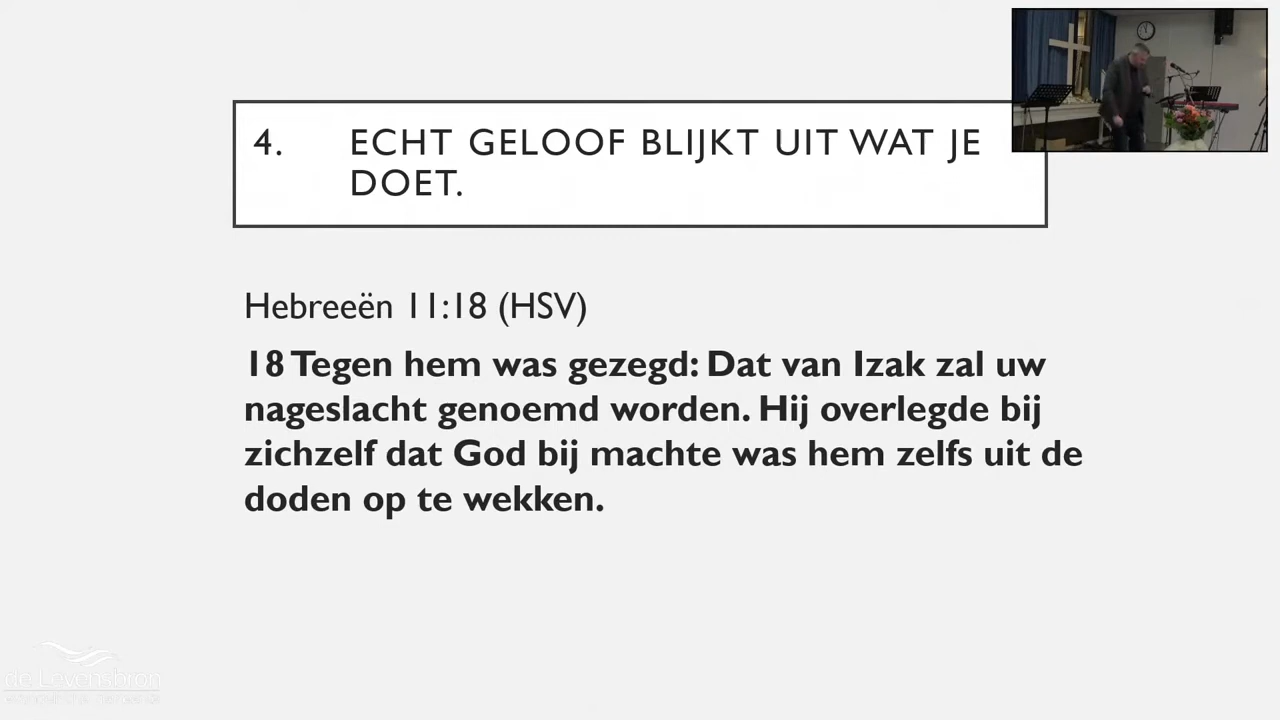 4. ECHT GELOOF BLIJKT UIT WAT JE
DOET.
Hebreeën 11:18 (HSV)
18 Tegen hem was gezegd: Dat van Izak zal uw
nageslacht genoemd worden. Hij overlegde bij
zichzelf dat God bij machte was hem zelfs uit de
doden op te wekken.
de Levensbron